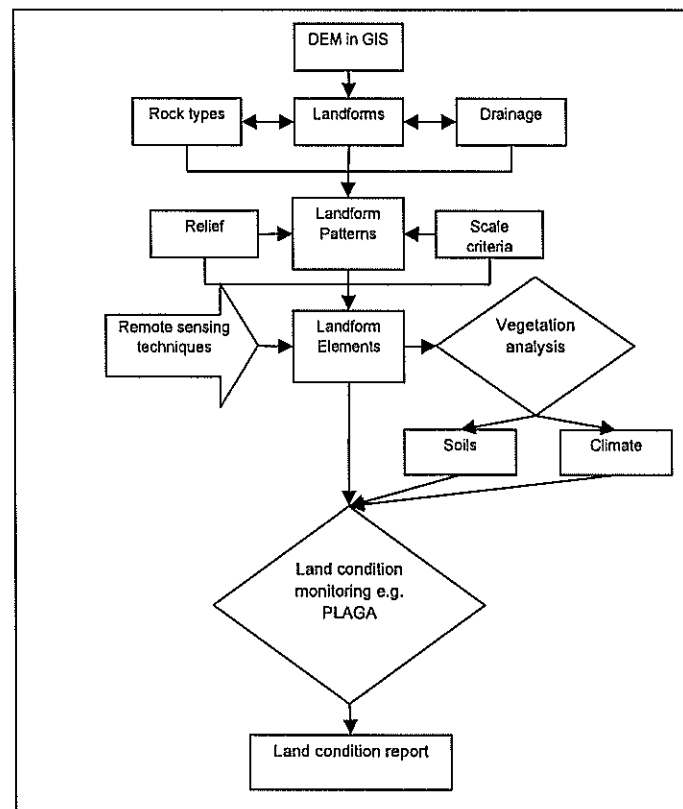 DEM in GIS
Rock types
Landforms
Drainage
Relief
Landform
Patterns
Scale
criteria
Remote sensing
techniques
Landform
Elements
Vegetation
analysis
Soils
Climate
Land condition
monitoring e.g.
PLAGA
Land condition report